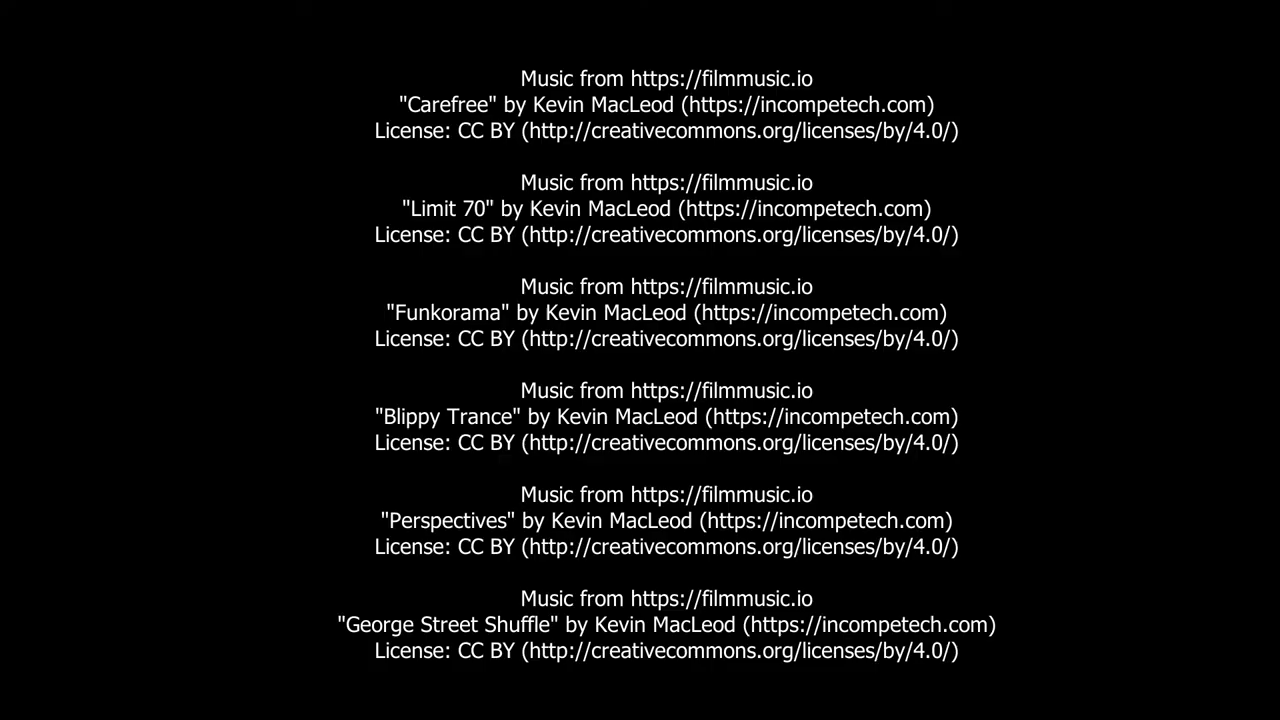 Music from https://filmmusic.io
"Carefree" by Kevin MacLeod (https://incompetech.com)
License: CC BY (http://creativecommons.org/licenses/by/4.0/)
Music from https://filmmusic.io
"Limit 70" by Kevin MacLeod (https://incompetech.com)
License: CC BY (http://creativecommons.org/licenses/by/4.0/)
Music from https://filmmusic.io
"Funkorama" by Kevin MacLeod (https://incompetech.com)
License: CC BY (http://creativecommons.org/licenses/by/4.0/)
Music from https://filmmusic.io
"Blippy Trance" by Kevin MacLeod (https://incompetech.com)
License: CC BY (http://creativecommons.org/licenses/by/4.0/)
Music from https://filmmusic.io
"Perspectives" by Kevin MacLeod (https://incompetech.com)
License: CC BY (http://creativecommons.org/licenses/by/4.0/)
Music from https://filmmusic.io
"George Street Shuffle" by Kevin MacLeod (https://incompetech.com)
License: CC BY (http://creativecommons.org/licenses/by/4.0/)